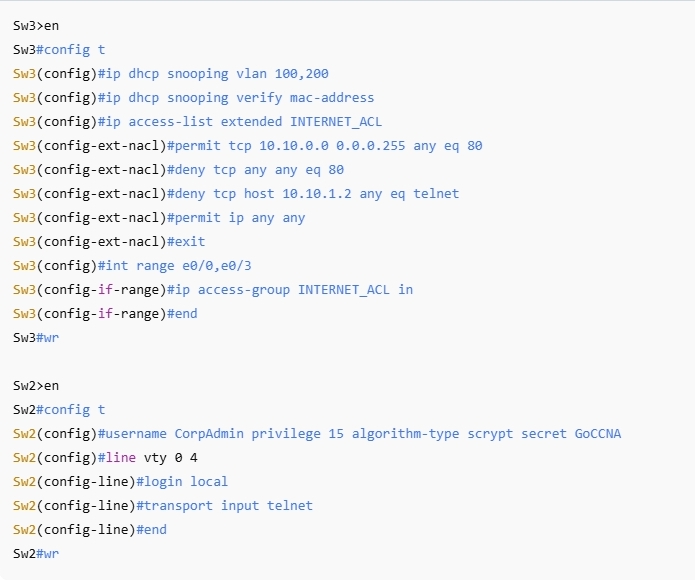 Sw3>en
Sw3#config t
Sw3(config)#ip dhcp snooping vlan 100,200
Sw3(config)#ip dhcp snooping verify mac-address
Sw3(config)#ip access-list extended INTERNET_ACL
Sw3(config-ext-nacl)#permit tcp 10.10.0.0 0.0.0.255 any eq 80
Sw3(config-ext-nacl)#deny tcp any any eq 80
Sw3(config-ext-nacl)#deny tcp host 10.10.1.2 any eq telnet
Sw3(config-ext-nacl)#permit ip any any
Sw3(config-ext-nacl)#exit
Sw3(config)#int range e0/0,e0/3
Sw3(config-if-range)#ip access-group INTERNET_ACL in
Sw3(config-if-range)#end
Sw3#wr
Sw2>en
Sw2#config t
Sw2(config)#username CorpAdmin privilege 15 algorithm-type scrypt secret GoCCNA
Sw2(config)#line vty 0 4
Sw2(config-line)#login local
Sw2(config-line)#transport input telnet
Sw2(config-line)#end
Sw2#wr